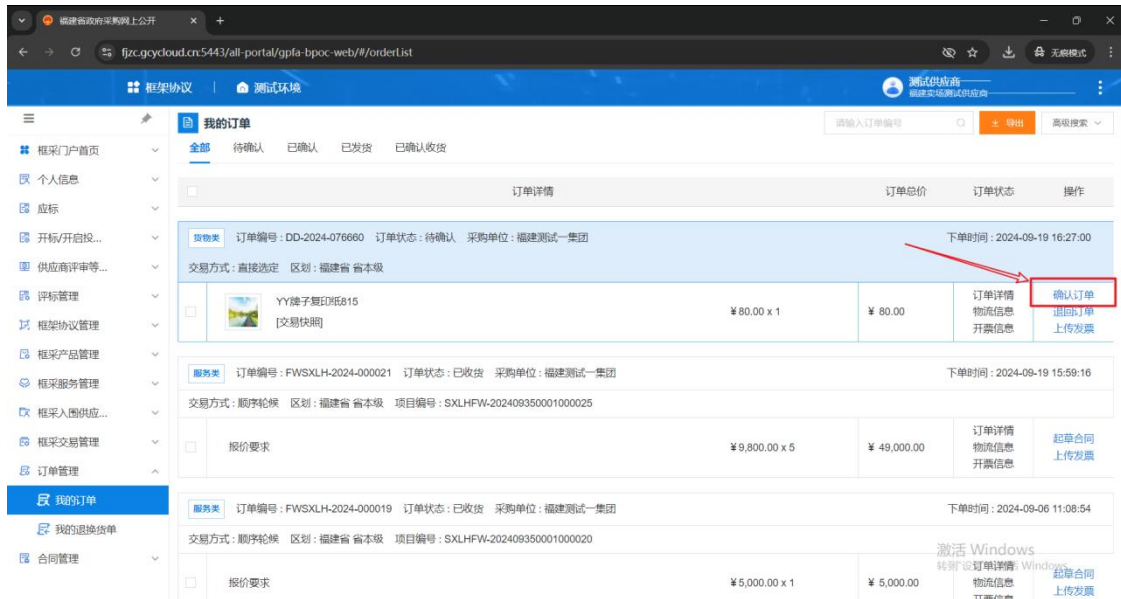 福建省政府采购网上公开
fjzc.gcycloud.cn:5443/all-portal/gpfa-bpoc-web/#/orderList
无痕模式
框架协议
测试环境
测试供应商
福建卖场测试供应商
我的订单
请输入订单编号
导出
高级搜索
全部 待确认 已确认 已发货 已确认收货
框采门户首页
个人信息
应标
开标/开启投...
供应商评审等...
评标管理
框架协议管理
框采产品管理
框采服务管理
框采入围供应...
框采交易管理
订单管理
我的订单
我的退换货单
合同管理
订单详情 订单总价 订单状态 操作
货物类 订单编号 : DD-2024-076660 订单状态 : 待确认 采购单位 : 福建测试一集团 下单时间 : 2024-09-19 16:27:00
交易方式 : 直接选定 区划 : 福建省 省本级
YY牌子复印纸815
[交易快照]
¥ 80.00 x 1
¥ 80.00
订单详情
物流信息
开票信息
确认订单
退回订单
上传发票
服务类 订单编号 : FWSXLH-2024-000021 订单状态 : 已收货 采购单位 : 福建测试一集团 下单时间 : 2024-09-19 15:59:16
交易方式 : 顺序轮候 区划 : 福建省 省本级 项目编号 : SXLHFW-202409350001000025
报价要求
¥ 9,800.00 x 5
¥ 49,000.00
订单详情
物流信息
开票信息
起草合同
上传发票
服务类 订单编号 : FWSXLH-2024-000019 订单状态 : 已收货 采购单位 : 福建测试一集团 下单时间 : 2024-09-06 11:08:54
交易方式 : 顺序轮候 区划 : 福建省 省本级 项目编号 : SXLHFW-202409350001000020
报价要求
¥ 5,000.00 x 1
¥ 5,000.00
订单详情
物流信息
开票信息
起草合同
上传发票
激活 Windows